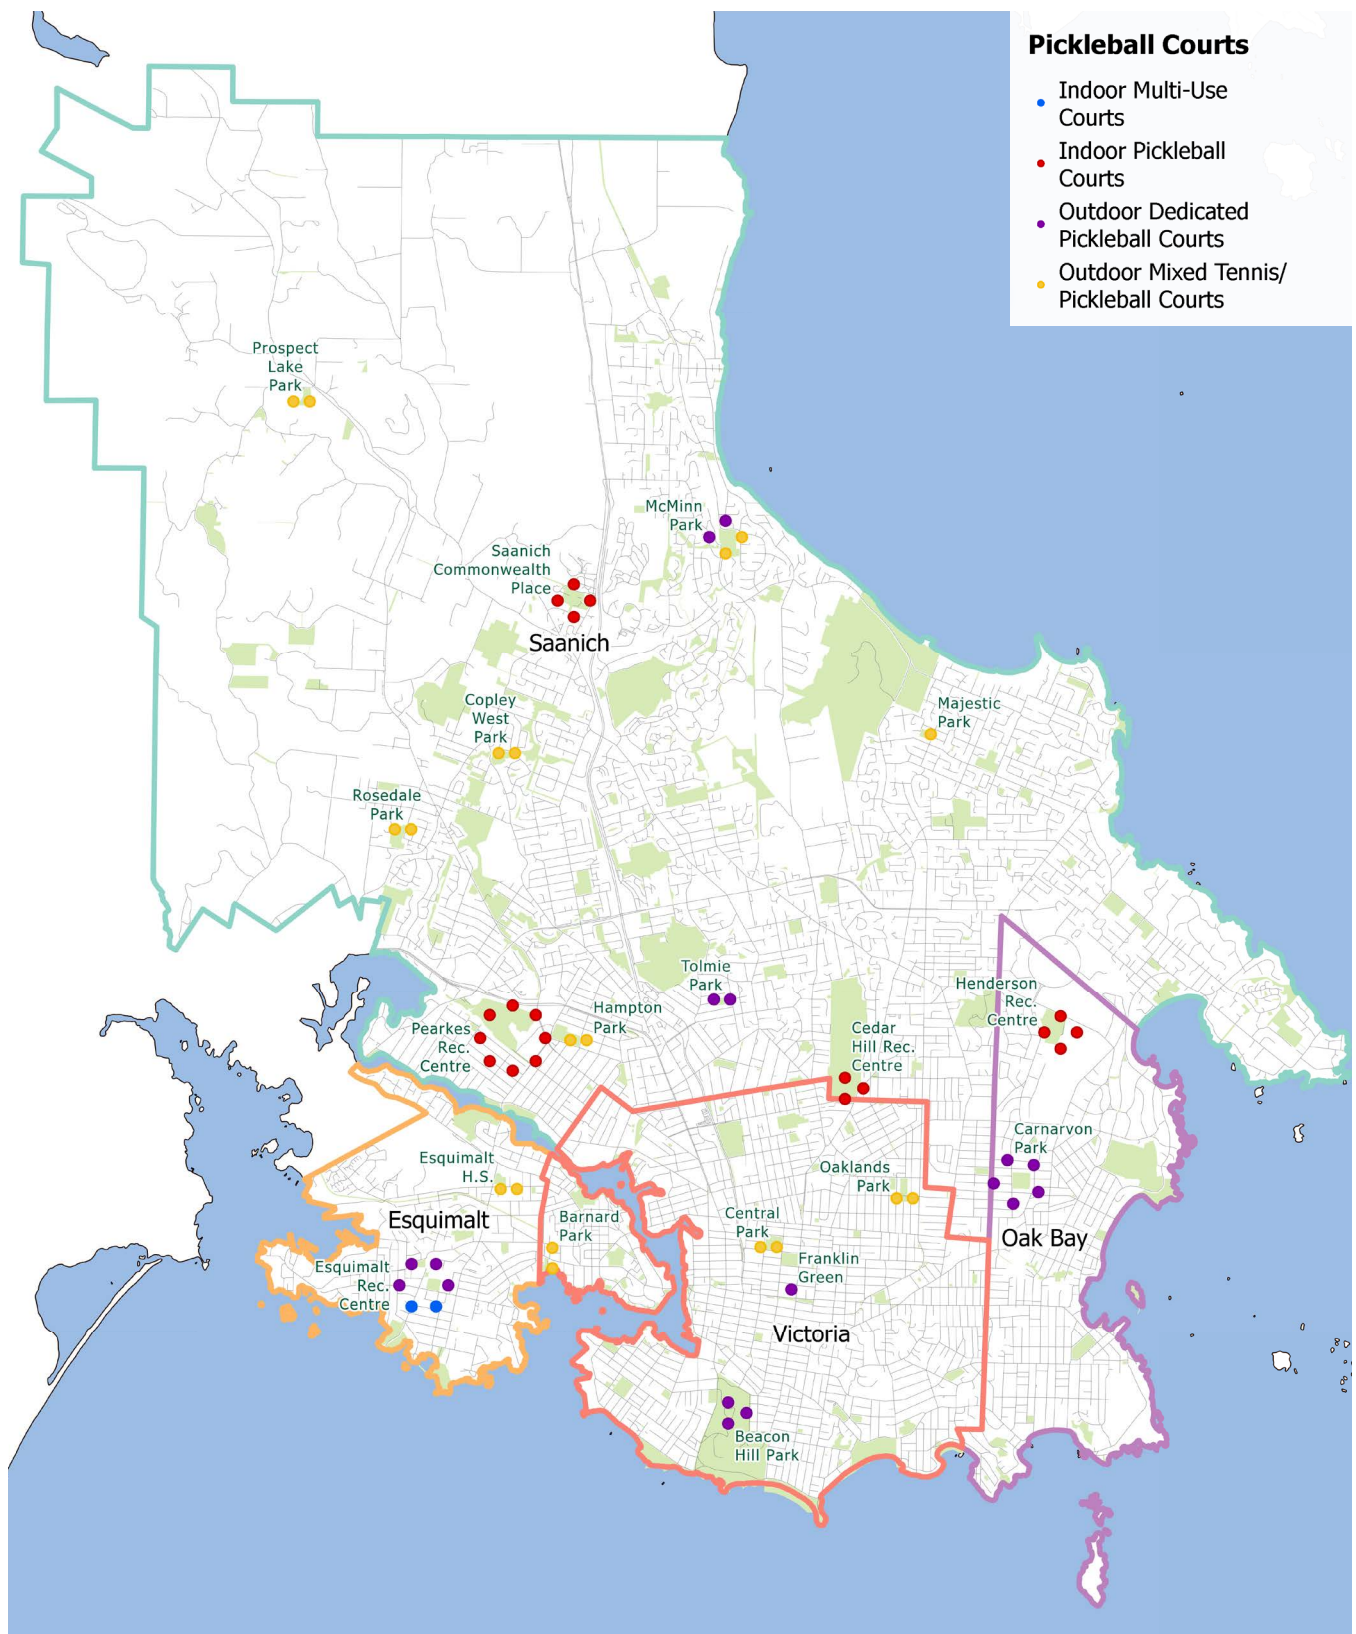 Pickleball Courts
Indoor Multi-Use
Courts
Indoor Pickleball
Courts
Outdoor Dedicated
Pickleball Courts
Outdoor Mixed Tennis/
Pickleball Courts
Prospect
Lake
Park
McMinn
Park
Saanich
Commonwealth
Place
Saanich
Copley
West
Park
Majestic
Park
Rosedale
Park
Tolmie
Park
Henderson
Rec.
Centre
Hampton
Park
Pearkes
Rec.
Centre
Cedar
Hill Rec.
Centre
Carnarvon
Park
Esquimalt
H.S.
Oaklands
Park
Esquimalt
Barnard
Park
Central
Park
Oak Bay
Franklin
Green
Esquimalt
Rec.
Centre
Victoria
Beacon
Hill Park